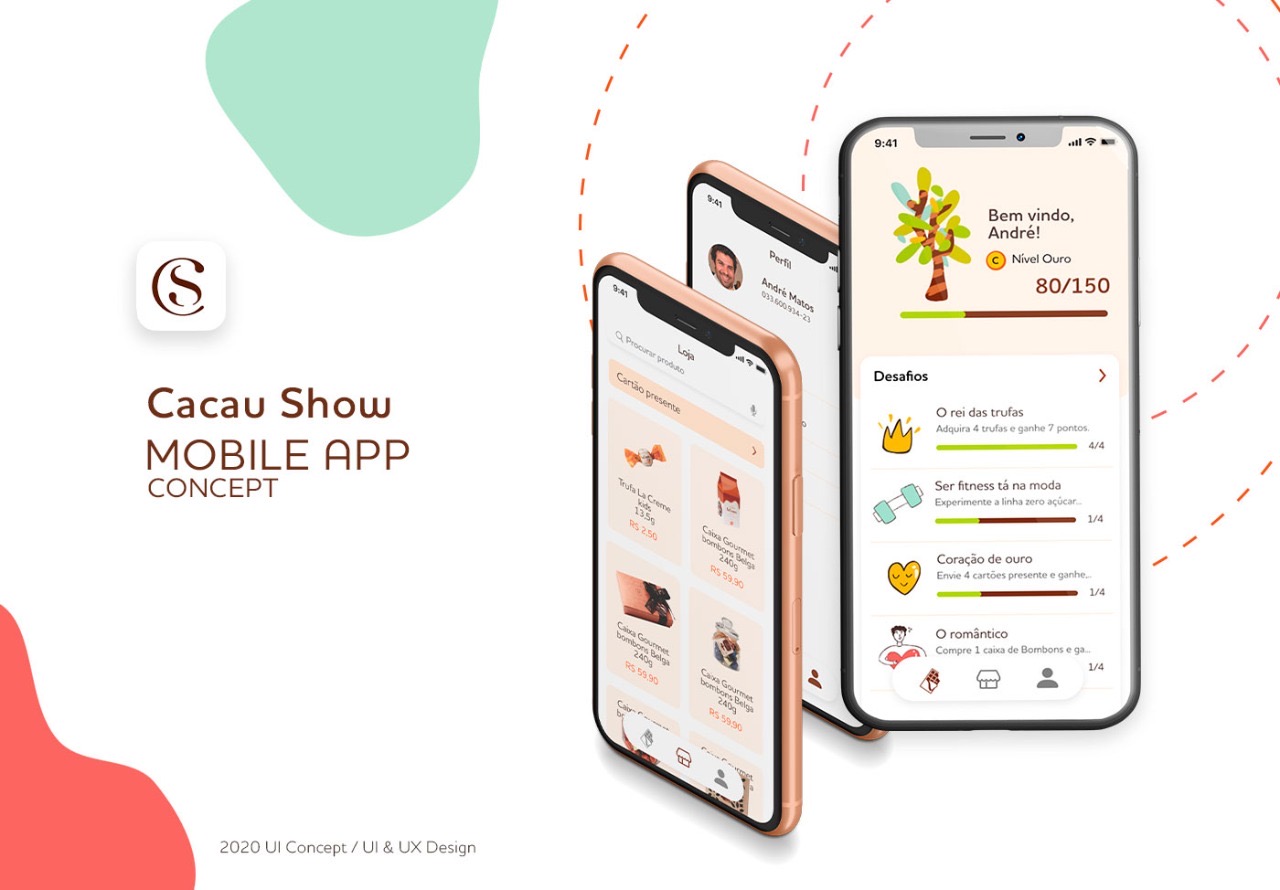 CS
Cacau Show
MOBILE APP
CONCEPT
2020 UI Concept / UI & UX Design
9:41
Loja
Procurar produto
Cartão presente
Trufa La Creme
kids
13,5g
R$ 2,50
Caixa Gourmet
bombons Belga
240g
R$ 59,90
Caixa Gourmet
bombons Belga
240g
R$ 59,90
Caixa Gourmet
bombons Belga
240g
R$ 59,90
9:41
Perfil
André Matos
033.600.934-23
9:41
Bem vindo,
André!
C Nível Ouro
80/150
Desafios
O rei das trufas
Adquira 4 trufas e ganhe 7 pontos.
4/4
Ser fitness tá na moda
Experimente a linha zero açúcar...
1/4
Coração de ouro
Envie 4 cartões presente e ganhe,..
1/4
O romântico
Compre 1 caixa de Bombons e ga...
1/4